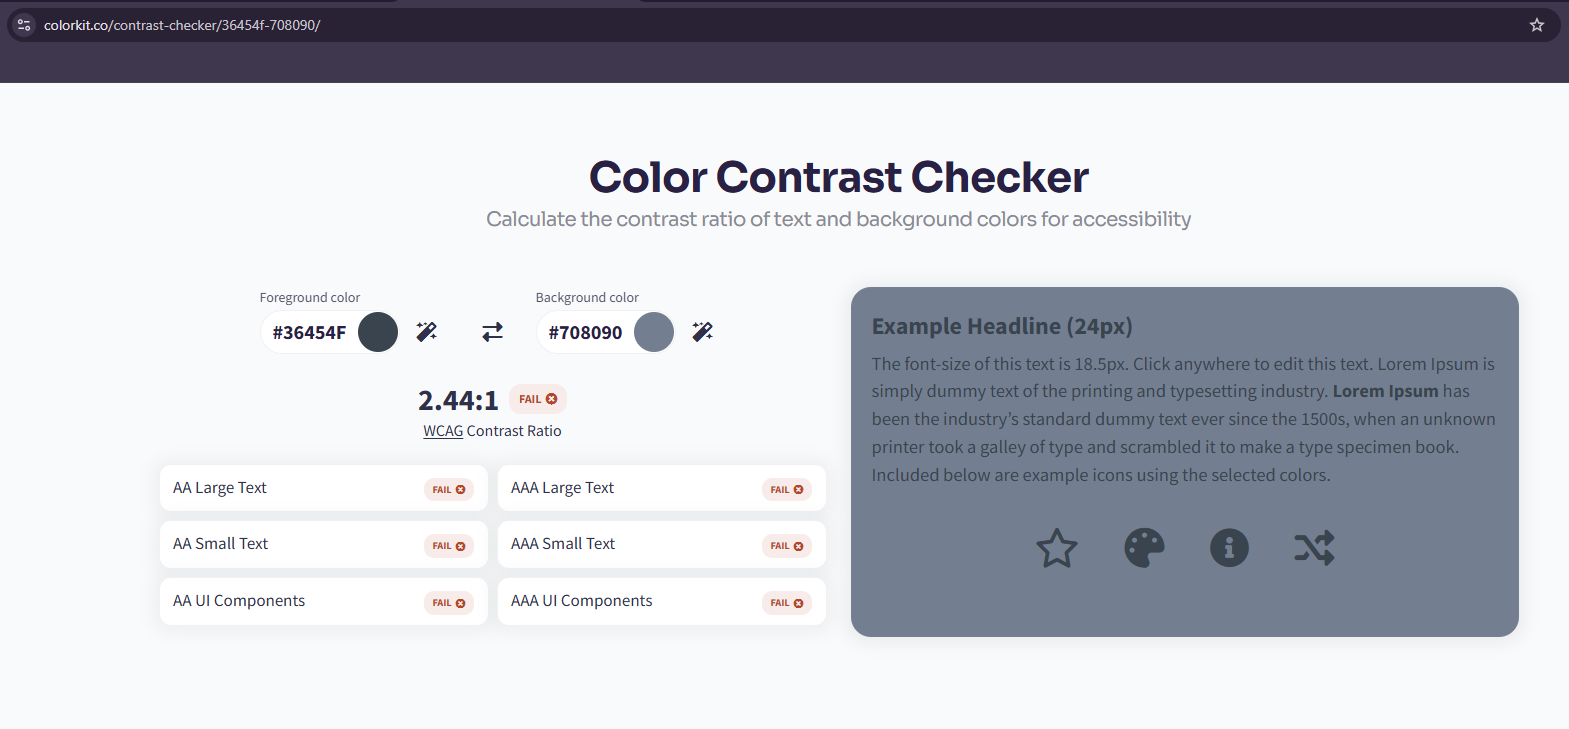 colorkit.co/contrast-checker/36454f-708090/
Color Contrast Checker
Calculate the contrast ratio of text and background colors for accessibility
Foreground color
#36454F
Background color
#708090
2.44:1 FAIL
WCAG Contrast Ratio
AA Large Text FAIL
AAA Large Text FAIL
AA Small Text FAIL
AAA Small Text FAIL
AA UI Components FAIL
AAA UI Components FAIL
Example Headline (24px)
The font-size of this text is 18.5px. Click anywhere to edit this text. Lorem Ipsum is
simply dummy text of the printing and typesetting industry. Lorem Ipsum has
been the industry’s standard dummy text ever since the 1500s, when an unknown
printer took a galley of type and scrambled it to make a type specimen book.
Included below are example icons using the selected colors.